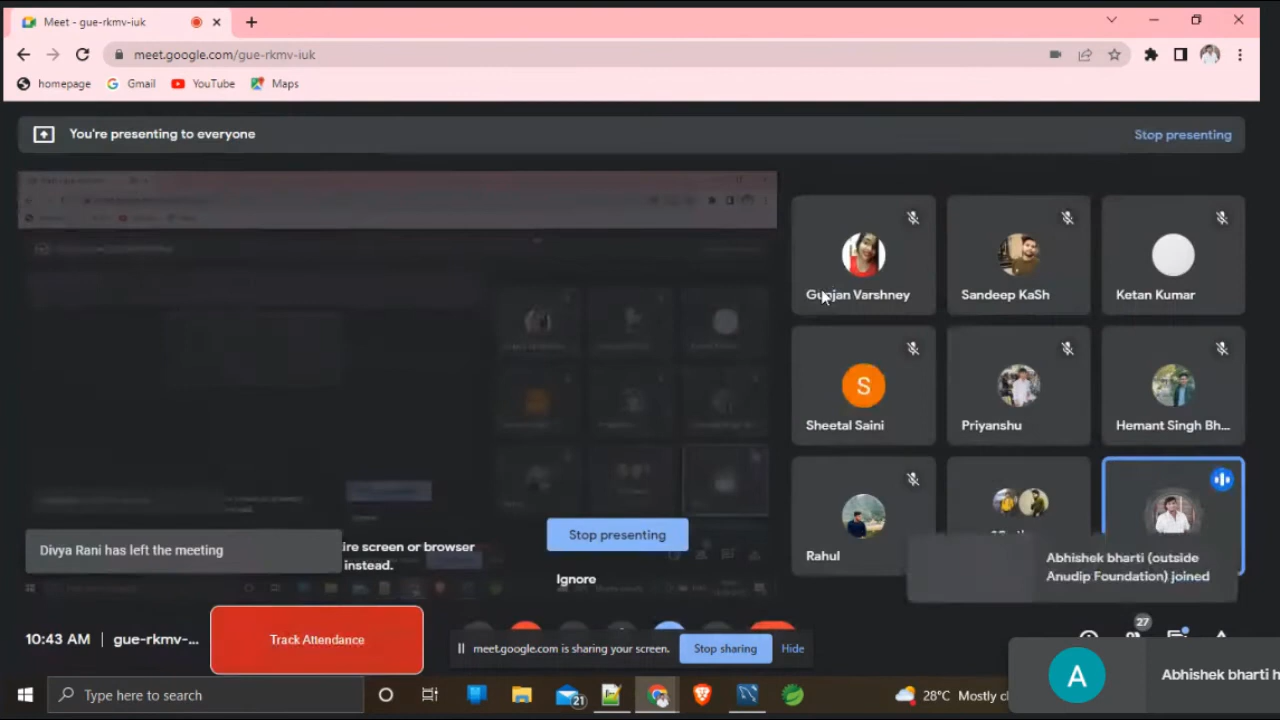 Meet - gue-rkmv-iuk
meet.google.com/gue-rkmv-iuk
homepage
Gmail
YouTube
Maps
You're presenting to everyone
Stop presenting
Gunjan Varshney
Sandeep KaSh
Ketan Kumar
S
Sheetal Saini
Priyanshu
Hemant Singh Bh...
Rahul
Abhishek bharti (outside
Anudip Foundation) joined
Divya Rani has left the meeting
ire screen or browser
instead.
Stop presenting
Ignore
10:43 AM
gue-rkmv-...
Track Attendance
meet.google.com is sharing your screen.
Stop sharing
Hide
27
A
Abhishek bharti h
Type here to search
21
28°C Mostly cl